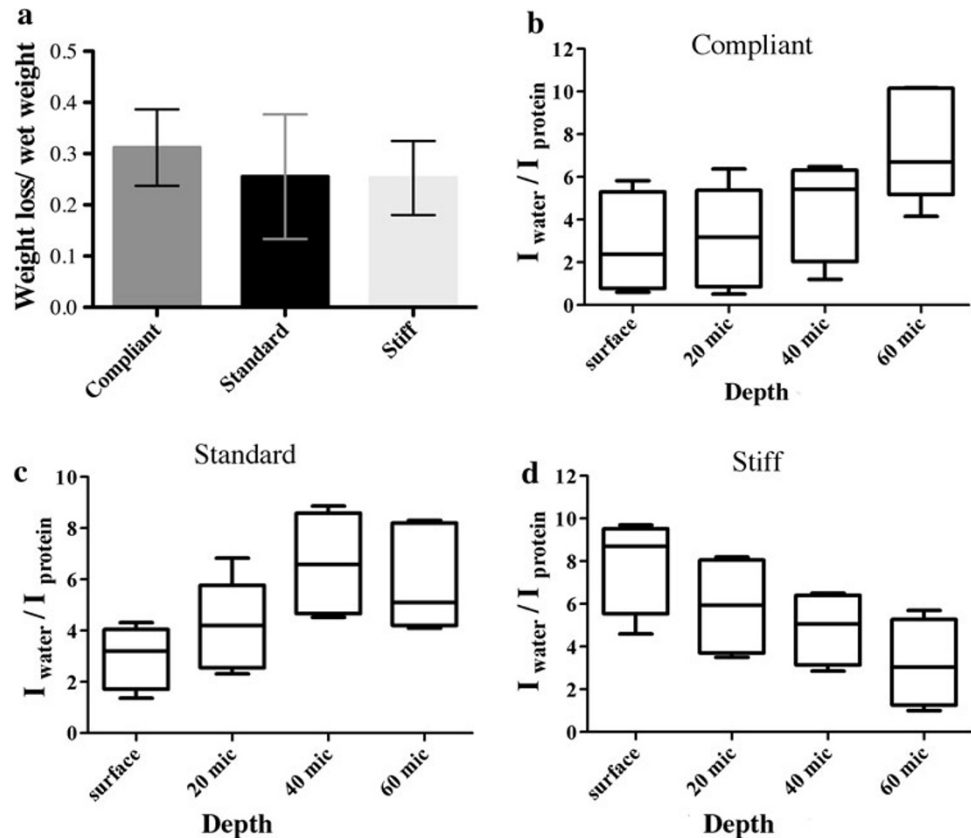 a
Weight loss/ wet weight
0.5
0.4
0.3
0.2
0.1
0.0
Compliant
Standard
Stiff
b
Compliant
I water / I protein
12
10
8
6
4
2
0
surface
20 mic
40 mic
60 mic
Depth
c
Standard
I water / I protein
10
8
6
4
2
0
surface
20 mic
40 mic
60 mic
Depth
d
Stiff
I water / I protein
12
10
8
6
4
2
0
surface
20 mic
40 mic
60 mic
Depth